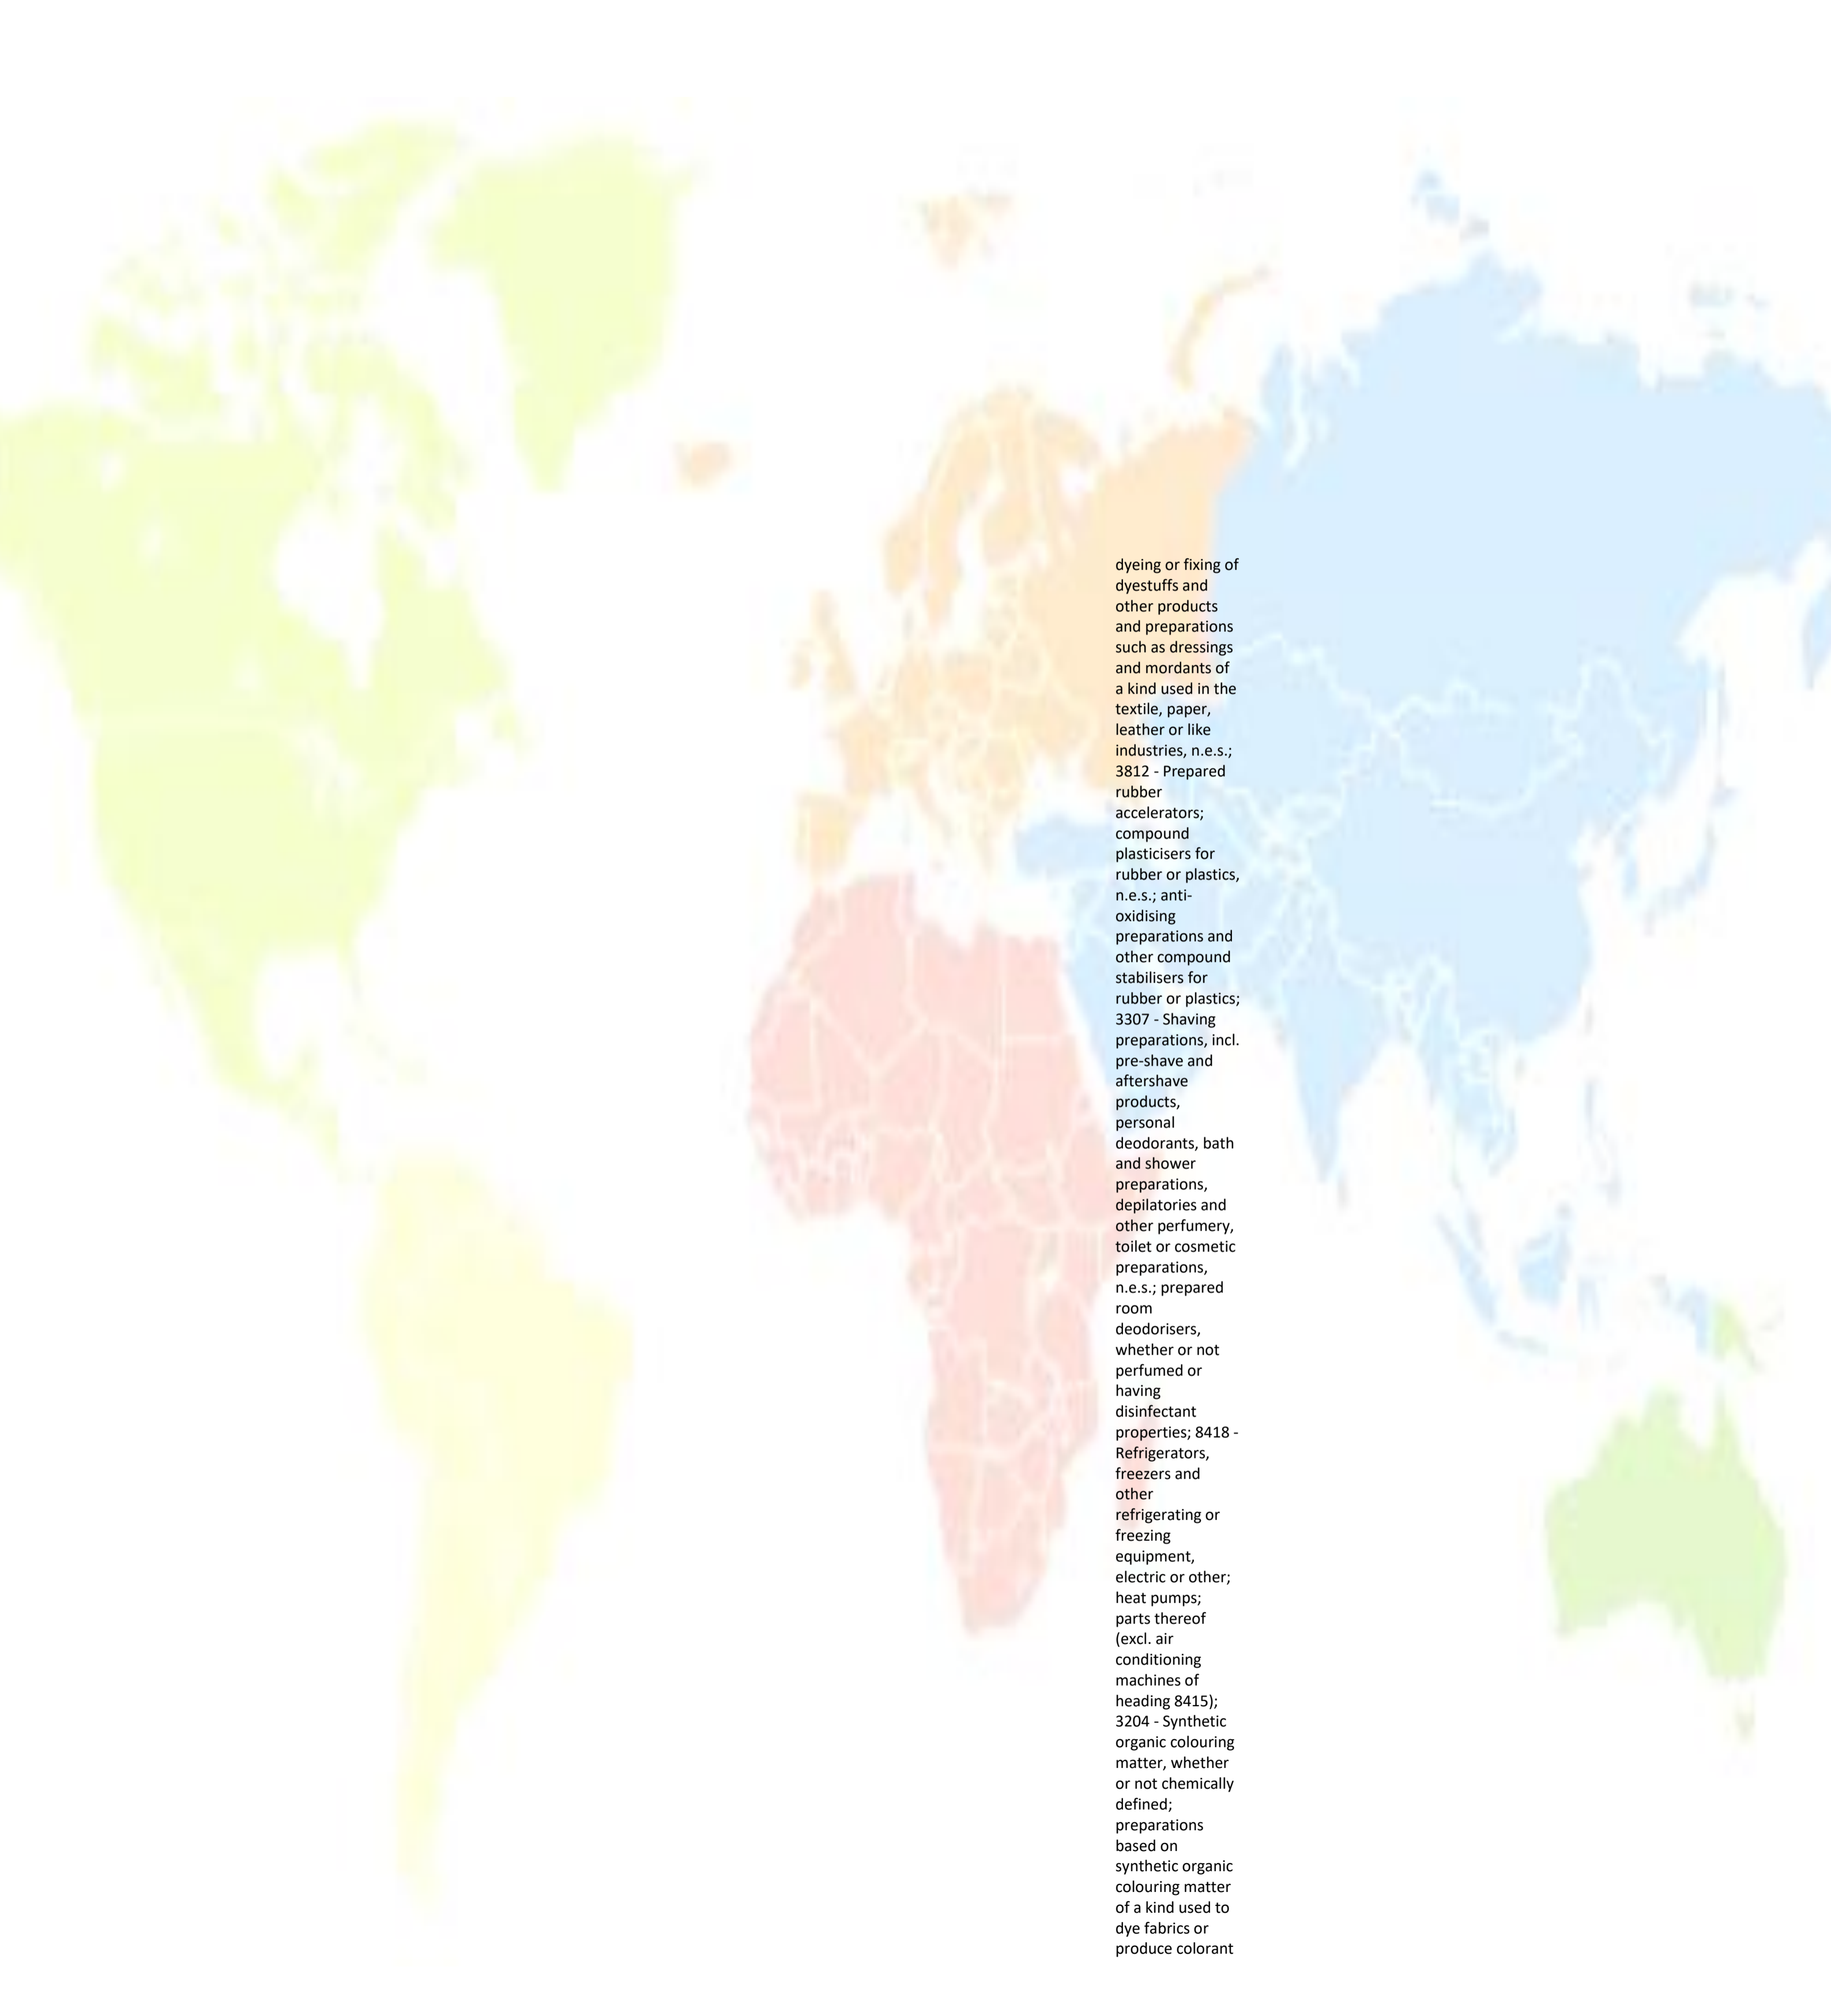 dyeing or fixing of
dyestuffs and
other products
and preparations
such as dressings
and mordants of
a kind used in the
textile, paper,
leather or like
industries, n.e.s.;
3812 - Prepared
rubber
accelerators;
compound
plasticisers for
rubber or plastics,
n.e.s.; anti-
oxidising
preparations and
other compound
stabilisers for
rubber or plastics;
3307 - Shaving
preparations, incl.
pre-shave and
aftershave
products,
personal
deodorants, bath
and shower
preparations,
depilatories and
other perfumery,
toilet or cosmetic
preparations,
n.e.s.; prepared
room
deodorisers,
whether or not
perfumed or
having
disinfectant
properties; 8418 -
Refrigerators,
freezers and
other
refrigerating or
freezing
equipment,
electric or other;
heat pumps;
parts thereof
(excl. air
conditioning
machines of
heading 8415);
3204 - Synthetic
organic colouring
matter, whether
or not chemically
defined;
preparations
based on
synthetic organic
colouring matter
of a kind used to
dye fabrics or
produce colorant